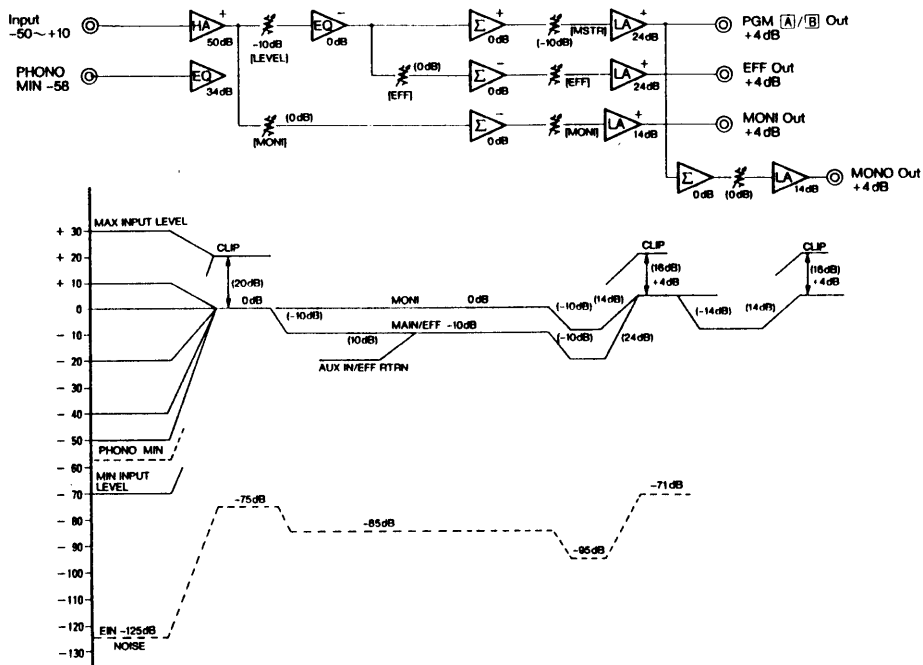 Input
-50~+10
HA
+
50dB
-10dB
[LEVEL]
EQ
-
0dB
Σ
+
0dB
(-10dB)
[MSTR]
LA
+
24dB
PGM A/B Out
+4dB
PHONO
MIN -58
EQ
34dB
(0dB)
[EFF]
Σ
-
0dB
[EFF]
LA
+
24dB
EFF Out
+4dB
(0dB)
[MONI]
Σ
-
0dB
[MONI]
LA
+
14dB
MONI Out
+4dB
Σ
0dB
(0dB)
LA
14dB
MONO Out
+4dB
MAX INPUT LEVEL
+ 30
+ 20
+ 10
0
- 10
- 20
- 30
- 40
- 50
- 60
- 70
- 80
- 90
-100
-110
-120
-130
CLIP
(20dB)
0dB
MONI
0dB
(-10dB)
MAIN/EFF -10dB
(10dB)
AUX IN/EFF RTRN
(-10dB)
(14dB)
(-10dB)
(24dB)
CLIP
(16dB)
+4dB
(-14dB)
(14dB)
CLIP
(16dB)
+4dB
PHONO MIN
MIN INPUT
LEVEL
-75dB
-85dB
-95dB
-71dB
EIN -125dB
NOISE